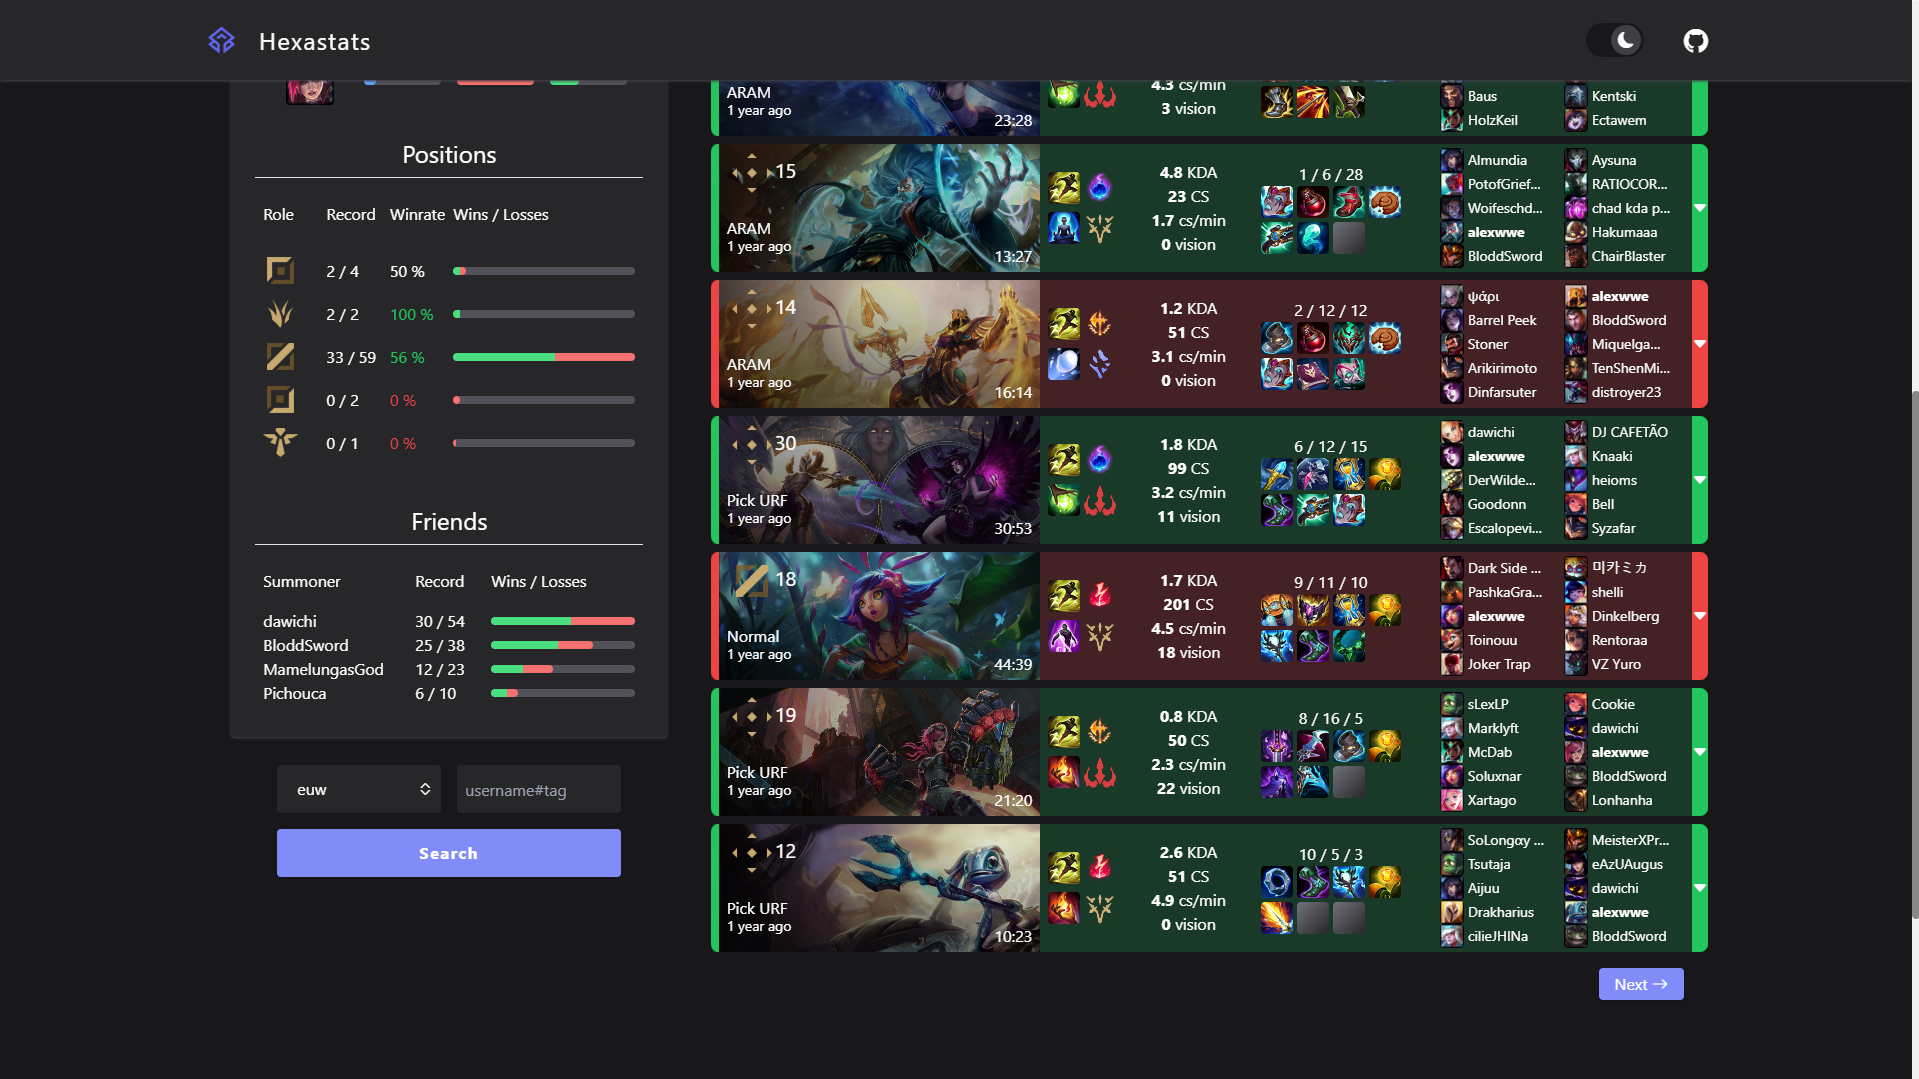 Hexastats
Positions
Role Record Winrate Wins / Losses
2 / 4 50 %
2 / 2 100 %
33 / 59 56 %
0 / 2 0 %
0 / 1 0 %
Friends
Summoner Record Wins / Losses
dawichi 30 / 54
BloddSword 25 / 38
MamelungasGod 12 / 23
Pichouca 6 / 10
euw
username#tag
Search
ARAM
1 year ago
23:28
4.3 cs/min
3 vision
Baus
HolzKeil
Kentski
Ectawem
15
ARAM
1 year ago
13:27
4.8 KDA
23 CS
1.7 cs/min
0 vision
1 / 6 / 28
Almundia
PotofGrief...
Woifeschd...
alexwwe
BloddSword
Aysuna
RATIOCOR...
chad kda p...
Hakumaaa
ChairBlaster
14
ARAM
1 year ago
16:14
1.2 KDA
51 CS
3.1 cs/min
0 vision
2 / 12 / 12
ψάρι
Barrel Peek
Stoner
Arikirimoto
Dinfarsuter
alexwwe
BloddSword
Miquelga...
TenShenMi...
distroyer23
30
Pick URF
1 year ago
30:53
1.8 KDA
99 CS
3.2 cs/min
11 vision
6 / 12 / 15
dawichi
alexwwe
DerWilde...
Goodonn
Escalopevi...
DJ CAFETÃO
Knaaki
heioms
Bell
Syzafar
18
Normal
1 year ago
44:39
1.7 KDA
201 CS
4.5 cs/min
18 vision
9 / 11 / 10
Dark Side ...
PashkaGra...
alexwwe
Toinouu
Joker Trap
미카ミカ
shelli
Dinkelberg
Rentoraa
VZ Yuro
19
Pick URF
1 year ago
21:20
0.8 KDA
50 CS
2.3 cs/min
22 vision
8 / 16 / 5
sLexLP
Marklyft
McDab
Soluxnar
Xartago
Cookie
dawichi
alexwwe
BloddSword
Lonhanha
12
Pick URF
1 year ago
10:23
2.6 KDA
51 CS
4.9 cs/min
0 vision
10 / 5 / 3
SoLongαy ...
Tsutaja
Aijuu
Drakharius
cilieJHINa
MeisterXPr...
eAzUAugus
dawichi
alexwwe
BloddSword
Next →